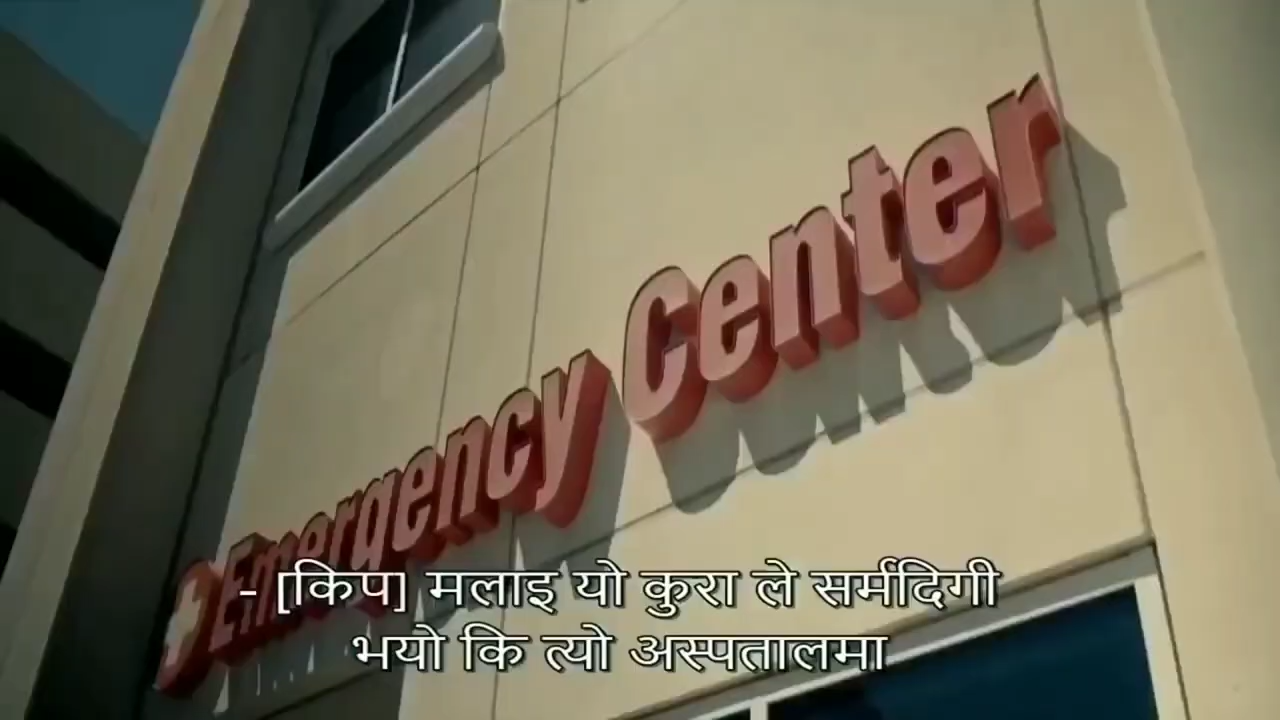 Emergency Center
- [किप] मलाइ यो कुरा ले सर्मदिगी
भयो कि त्यो अस्पतालमा